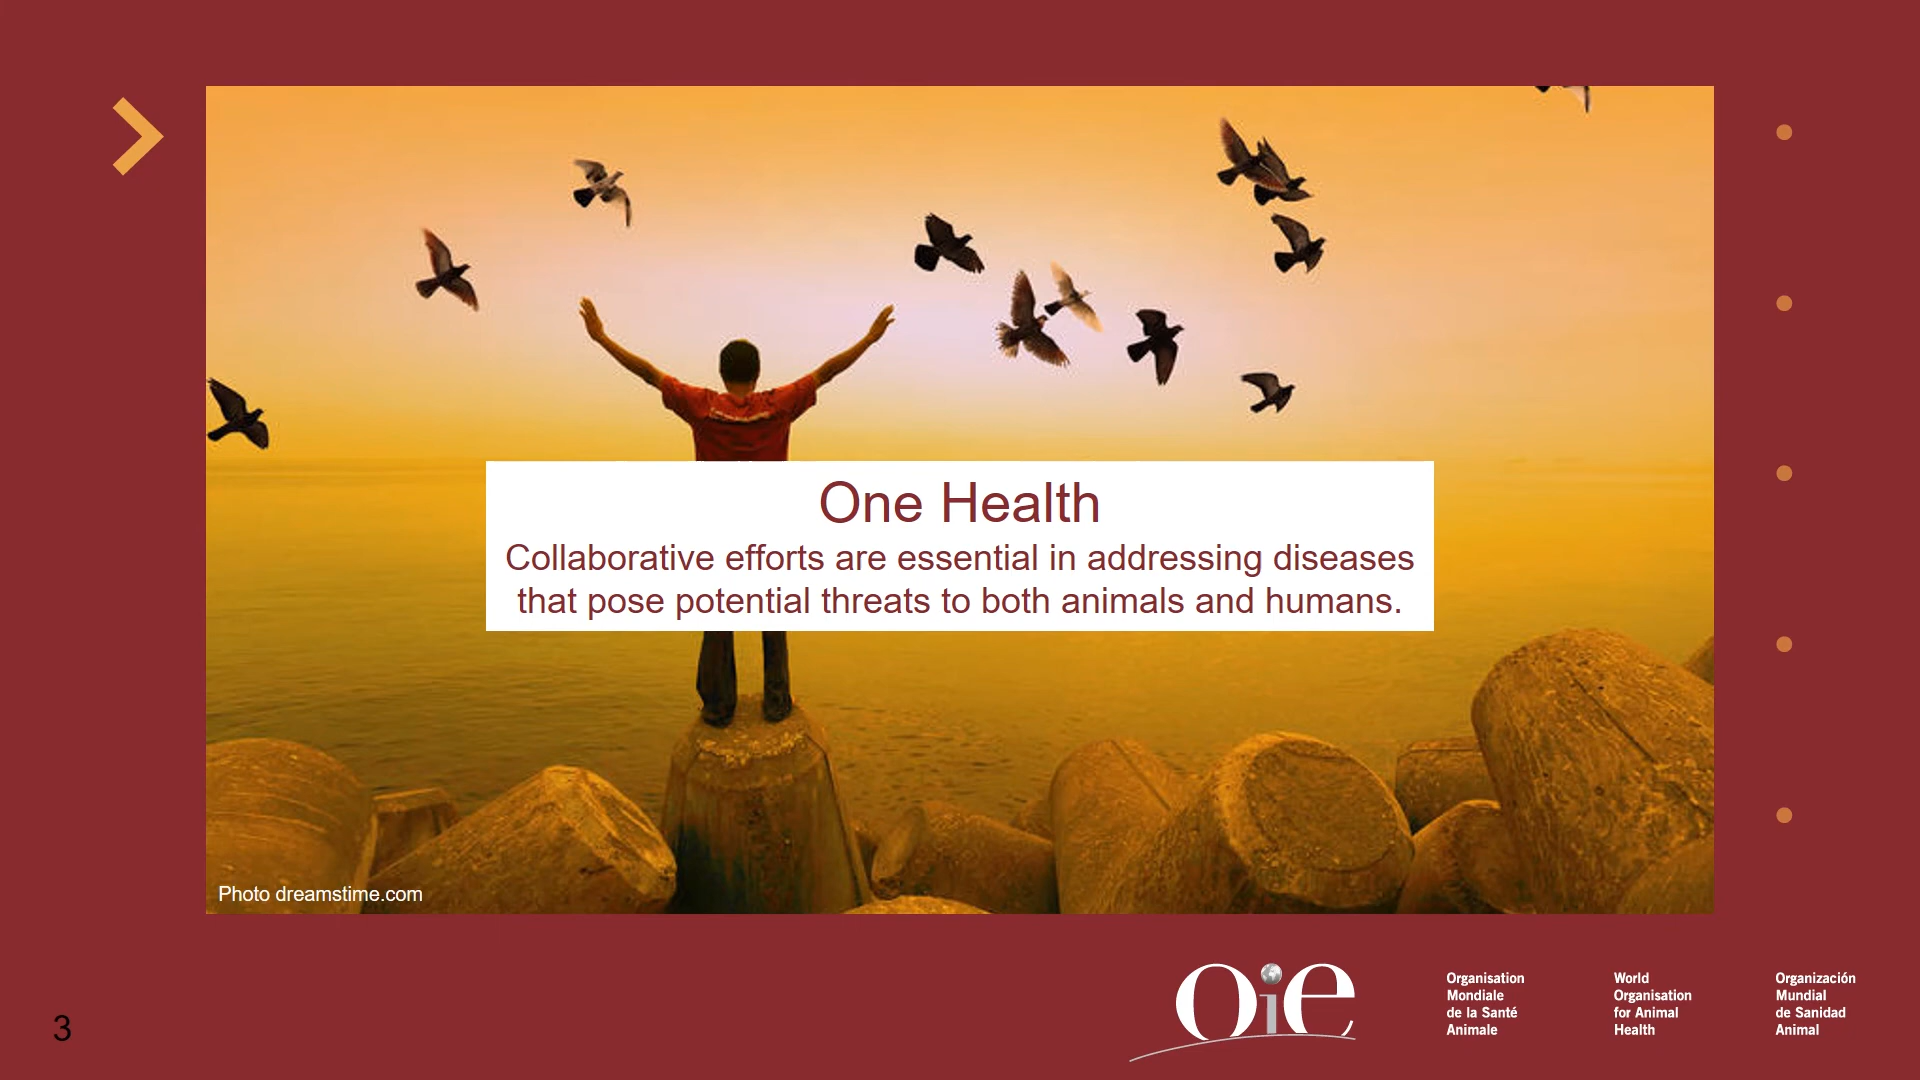 One Health
Collaborative efforts are essential in addressing diseases
that pose potential threats to both animals and humans.
Photo dreamstime.com
3
oie
Organisation
Mondiale
de la Santé
Animale
World
Organisation
for Animal
Health
Organización
Mundial
de Sanidad
Animal